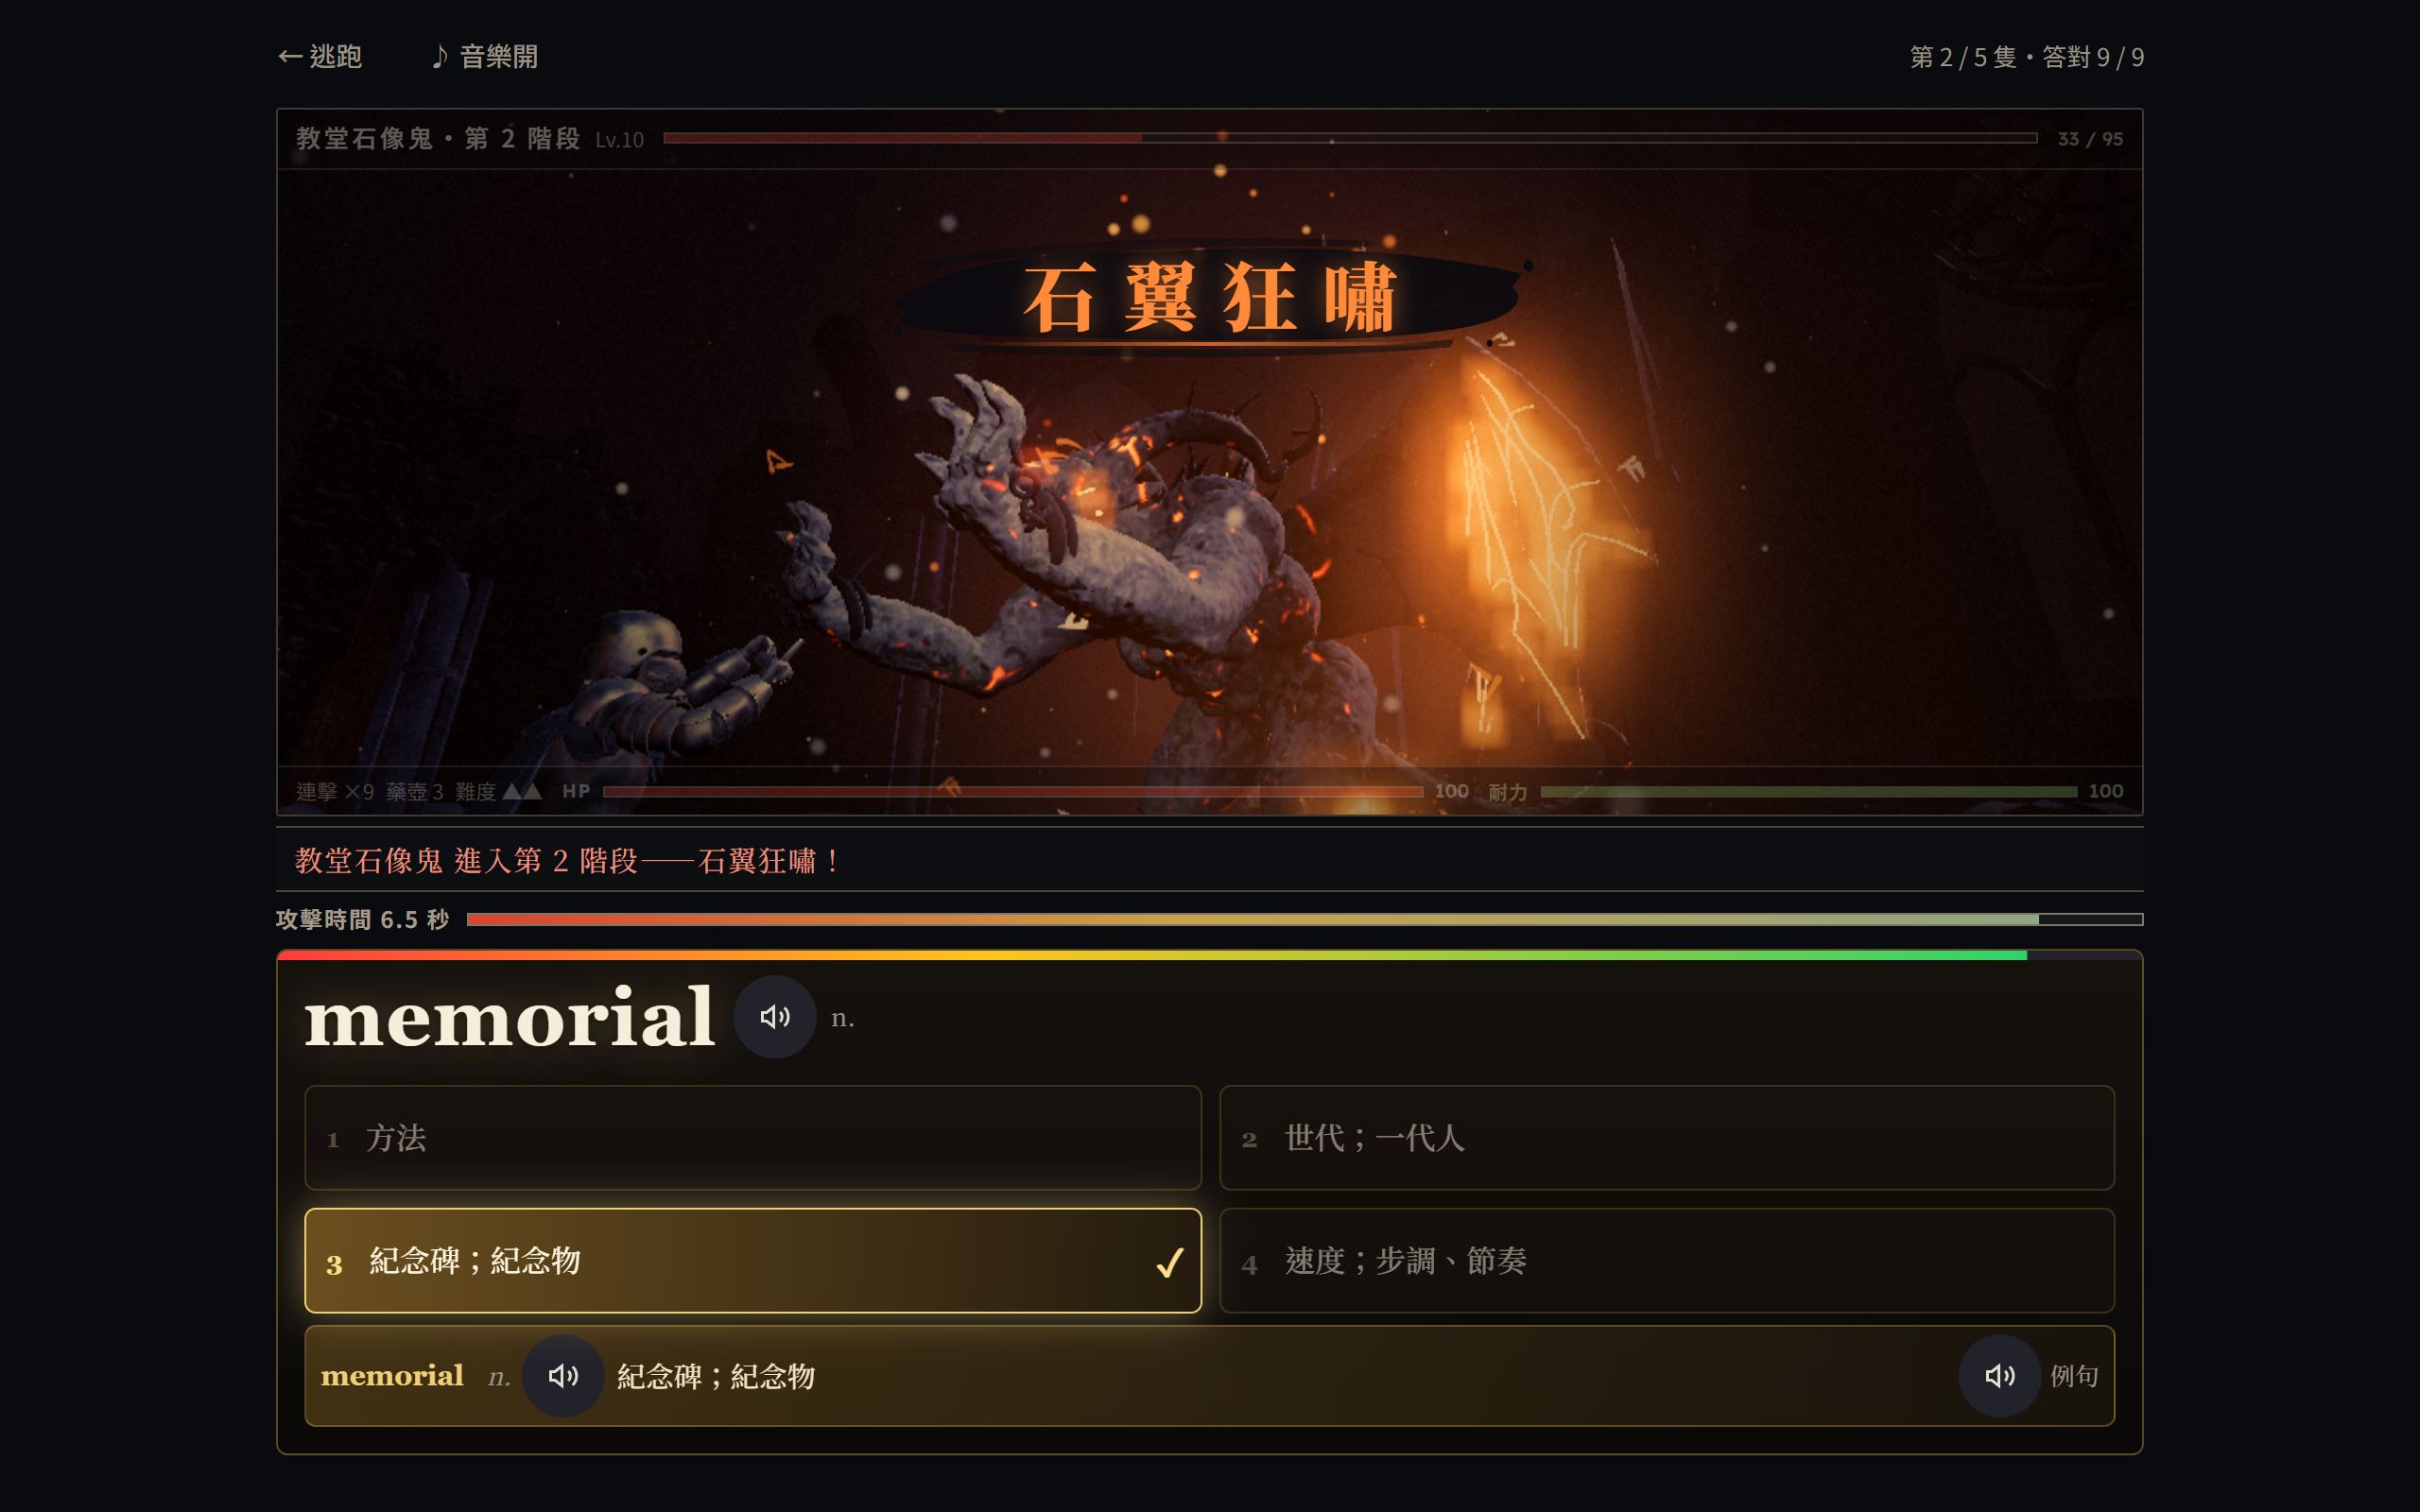 ← 逃跑 ♪ 音樂開 第 2 / 5 隻・答對 9 / 9
教堂石像鬼・第 2 階段 Lv.10 33 / 95
石翼狂嘯
連擊 ×9 藥壺 3 難度 ▲▲ HP 100 耐力 100
教堂石像鬼 進入第 2 階段——石翼狂嘯！
攻擊時間 6.5 秒
memorial n.
1 方法
2 世代；一代人
3 紀念碑；紀念物 ✓
4 速度；步調、節奏
memorial n. 紀念碑；紀念物 例句